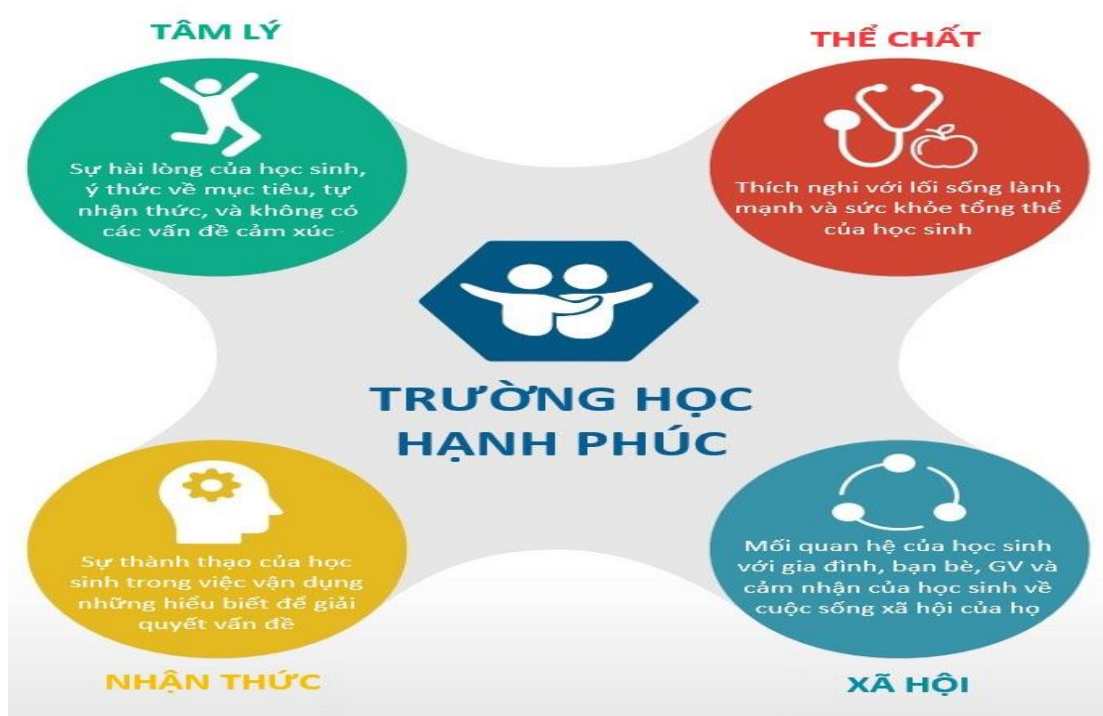 TÂM LÝ
Sự hài lòng của học sinh,
ý thức về mục tiêu, tự
nhận thức, và không có
các vấn đề cảm xúc
THỂ CHẤT
Thích nghi với lối sống lành
mạnh và sức khỏe tổng thể
của học sinh
TRƯỜNG HỌC
HẠNH PHÚC
Sự thành thạo của học
sinh trong việc vận dụng
những hiểu biết để giải
quyết vấn đề
NHẬN THỨC
Mối quan hệ của học sinh
với gia đình, bạn bè, GV và
cảm nhận của học sinh về
cuộc sống xã hội của họ
XÃ HỘI